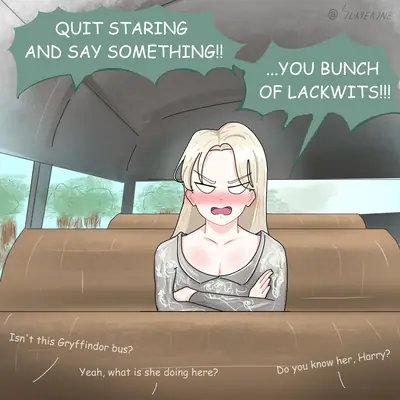 QUIT STARING
AND SAY SOMETHING!!
...YOU BUNCH
OF LACKWITS!!!
Isn't this Gryffindor bus?
Yeah, what is she doing here?
Do you know her, Harry?